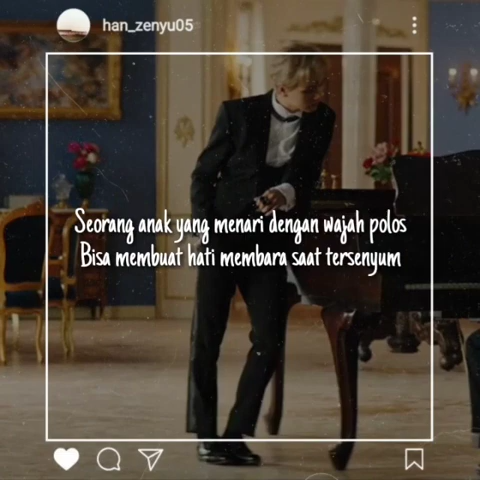 han_zenyu05
Seorang anak yang menari dengan wajah polos
Bisa membuat hati membara saat tersenyum